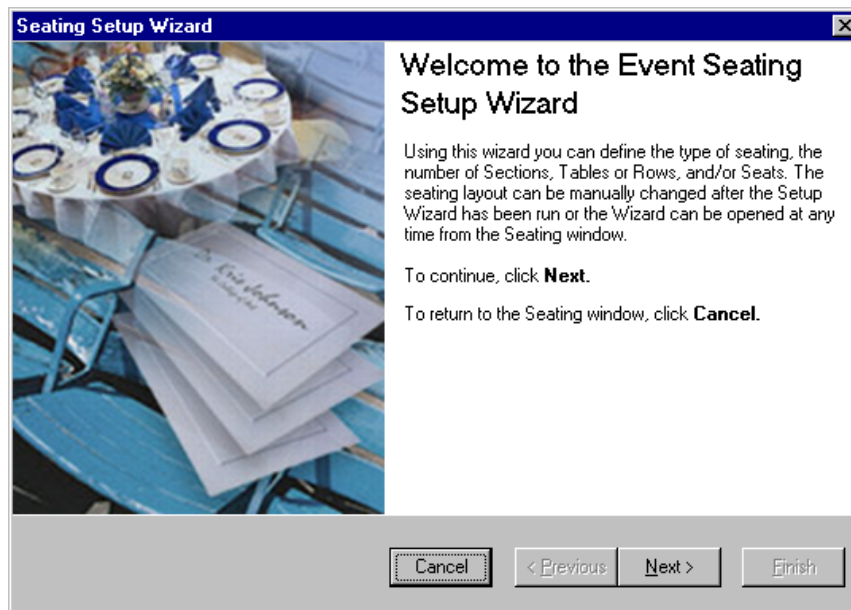 Seating Setup Wizard
Welcome to the Event Seating
Setup Wizard
Using this wizard you can define the type of seating, the
number of Sections, Tables or Rows, and/or Seats. The
seating layout can be manually changed after the Setup
Wizard has been run or the Wizard can be opened at any
time from the Seating window.
To continue, click Next.
To return to the Seating window, click Cancel.
Dr. Kris Johnson
Cancel
< Previous
Next >
Finish